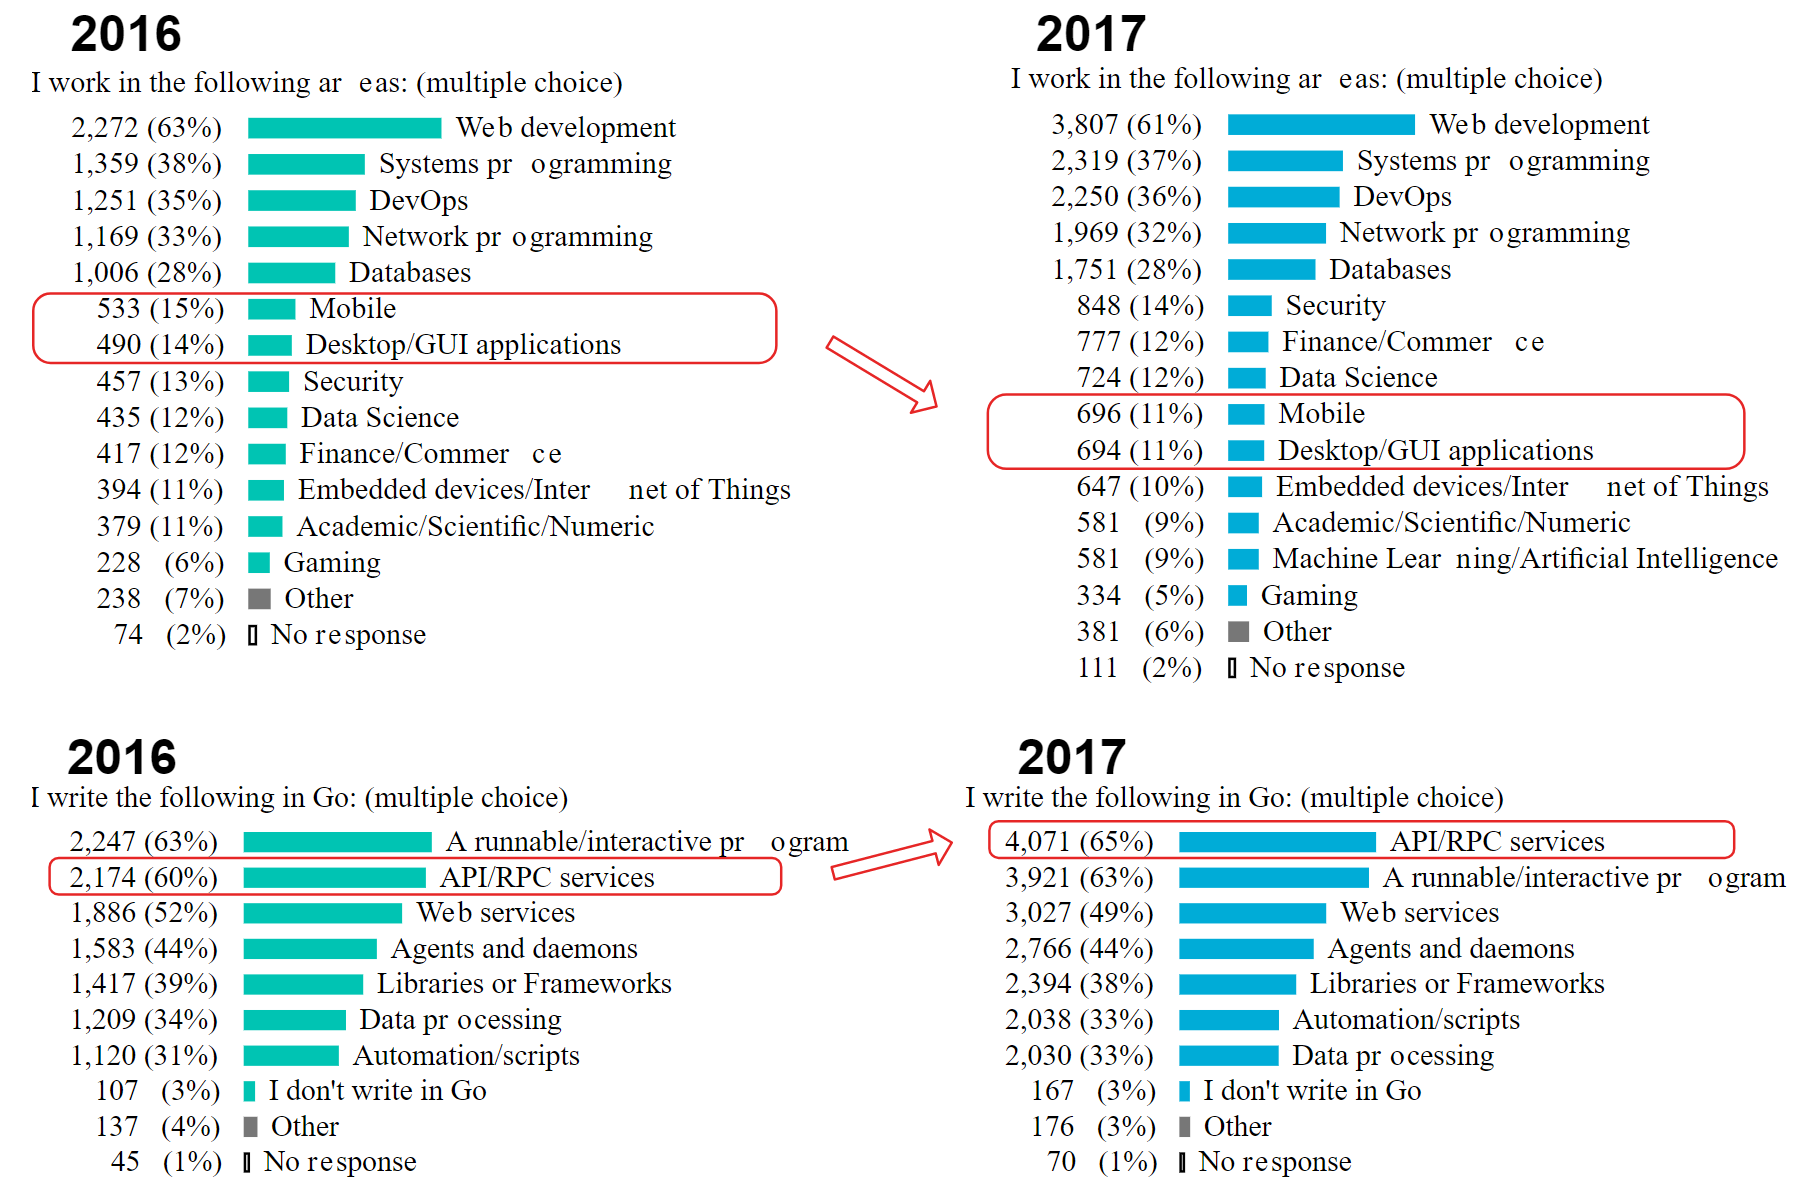 2016
I work in the following areas: (multiple choice)
2,272 (63%) Web development
1,359 (38%) Systems programming
1,251 (35%) DevOps
1,169 (33%) Network programming
1,006 (28%) Databases
533 (15%) Mobile
490 (14%) Desktop/GUI applications
457 (13%) Security
435 (12%) Data Science
417 (12%) Finance/Commerce
394 (11%) Embedded devices/Internet of Things
379 (11%) Academic/Scientific/Numeric
228 (6%) Gaming
238 (7%) Other
74 (2%) No response
2017
I work in the following areas: (multiple choice)
3,807 (61%) Web development
2,319 (37%) Systems programming
2,250 (36%) DevOps
1,969 (32%) Network programming
1,751 (28%) Databases
848 (14%) Security
777 (12%) Finance/Commerce
724 (12%) Data Science
696 (11%) Mobile
694 (11%) Desktop/GUI applications
647 (10%) Embedded devices/Internet of Things
581 (9%) Academic/Scientific/Numeric
581 (9%) Machine Learning/Artificial Intelligence
334 (5%) Gaming
381 (6%) Other
111 (2%) No response
2016
I write the following in Go: (multiple choice)
2,247 (63%) A runnable/interactive program
2,174 (60%) API/RPC services
1,886 (52%) Web services
1,583 (44%) Agents and daemons
1,417 (39%) Libraries or Frameworks
1,209 (34%) Data processing
1,120 (31%) Automation/scripts
107 (3%) I don't write in Go
137 (4%) Other
45 (1%) No response
2017
I write the following in Go: (multiple choice)
4,071 (65%) API/RPC services
3,921 (63%) A runnable/interactive program
3,027 (49%) Web services
2,766 (44%) Agents and daemons
2,394 (38%) Libraries or Frameworks
2,038 (33%) Automation/scripts
2,030 (33%) Data processing
167 (3%) I don't write in Go
176 (3%) Other
70 (1%) No response